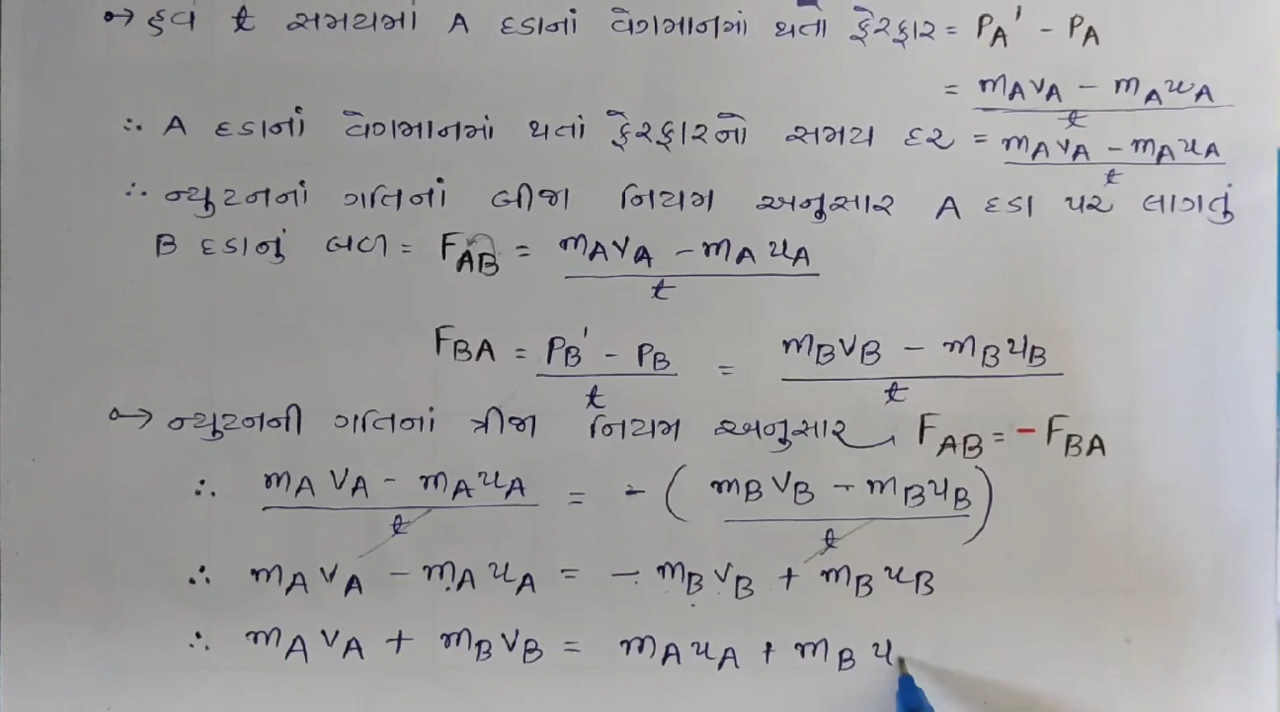 → હવે t સમયમાં A દડાનાં વેગમાનમાં થતો ફેરફાર = PA' - PA
= mAvA - mAuA / t
∴ A દડાનાં વેગમાનમાં થતાં ફેરફારનો સમય દર = mAvA - mAuA / t
∴ ન્યુટનનાં ગતિનાં બીજા નિયમ અનુસાર A દડા પર લાગતું
B દડાનું બળ = FAB = mAvA - mAuA / t
FBA = PB' - PB / t = mBvB - mBuB / t
→ ન્યુટનની ગતિનાં ત્રીજા નિયમ અનુસાર, FAB = - FBA
∴ mAvA - mAuA / t = - (mBvB - mBuB / t)
∴ mAvA - mAuA = - mBvB + mBuB
∴ mAvA + mBvB = mAuA + mBu